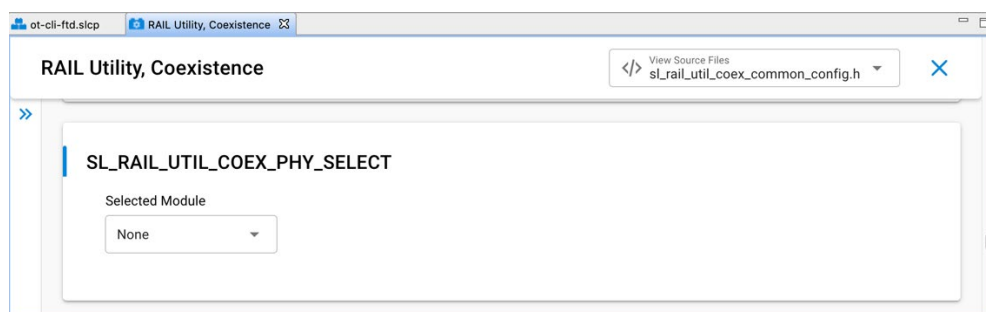 ot-cli-ftd.slcp
RAIL Utility, Coexistence
RAIL Utility, Coexistence
View Source Files
sl_rail_util_coex_common_config.h
SL_RAIL_UTIL_COEX_PHY_SELECT
Selected Module
None